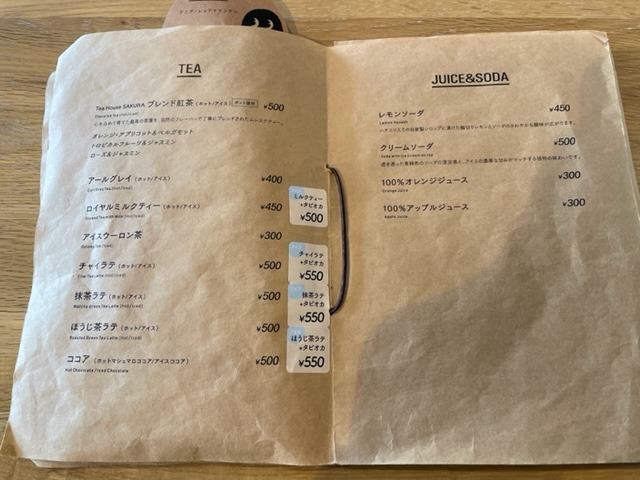 TEA
Tea House SAKURA ブレンド紅茶 (ホット/アイス) ¥500
オレンジ・アプリコット&ベルガモット
トロピカルフルーツ&ジャスミン
ローズ&ジャスミン
アールグレイ (ホット/アイス) ¥400
Earl Grey Tea (hot/iced)
ロイヤルミルクティー (ホット/アイス) ¥450
ミルクティー
+タピオカ
¥500
アイスウーロン茶 ¥300
チャイラテ (ホット/アイス) ¥500
Chai Tea Latte (hot/iced)
チャイラテ
+タピオカ
¥550
抹茶ラテ (ホット/アイス) ¥500
Matcha Green Tea Latte (hot/iced)
抹茶ラテ
+タピオカ
¥550
ほうじ茶ラテ (ホット/アイス) ¥500
Roasted Green Tea Latte (hot/iced)
ほうじ茶ラテ
+タピオカ
¥550
ココア (ホットマシュマロココア/アイスココア) ¥500
Hot Chocolate / Iced Chocolate
JUICE&SODA
レモンソーダ ¥450
Lemon Squash
クリームソーダ ¥500
100%オレンジジュース ¥300
Orange Juice
100%アップルジュース ¥300
Apple Juice